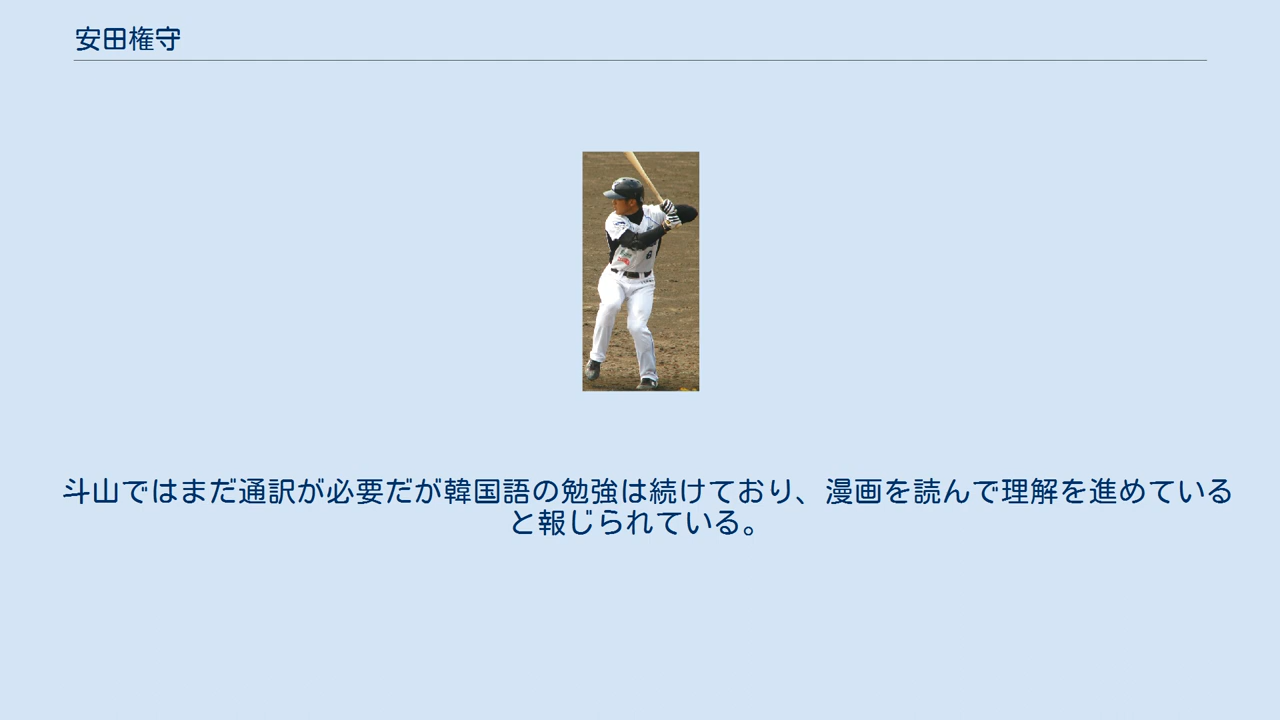 安田権守
斗山ではまだ通訳が必要だが韓国語の勉強は続けており、漫画を読んで理解を進めている
と報じられている。